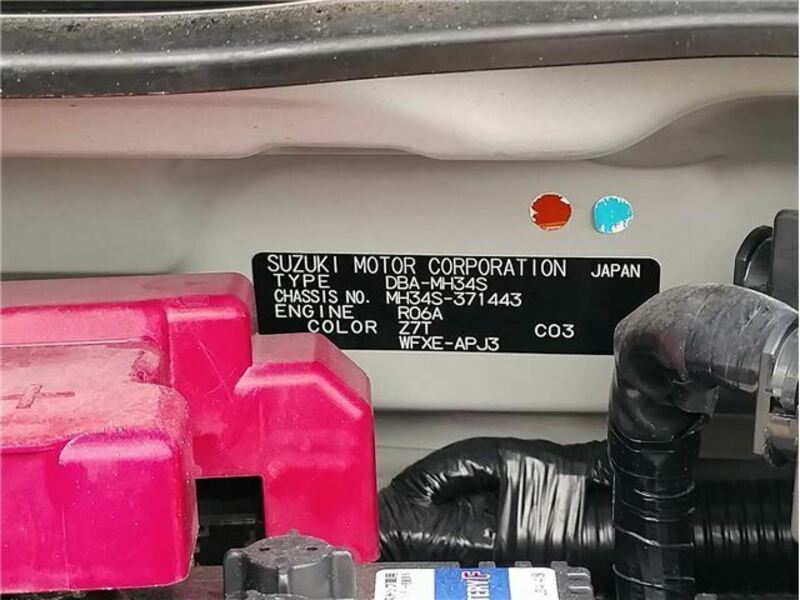 SUZUKI MOTOR CORPORATION JAPAN
TYPE DBA-MH34S
CHASSIS NO. MH34S-371443
ENGINE R06A
COLOR Z7T C03
WFXE-APJ3